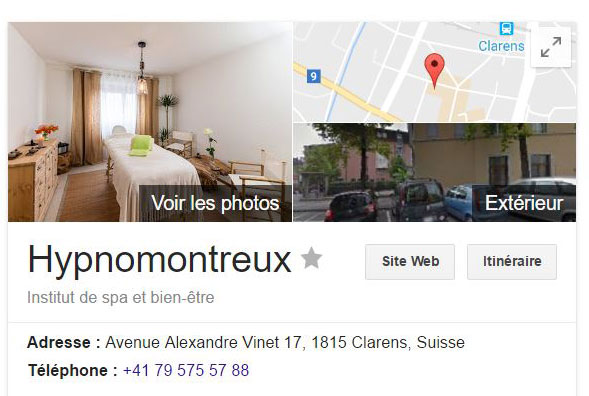 Clarens
9
Voir les photos
Extérieur
Hypnomontreux
Site Web
Itinéraire
Institut de spa et bien-être
Adresse : Avenue Alexandre Vinet 17, 1815 Clarens, Suisse
Téléphone : +41 79 575 57 88